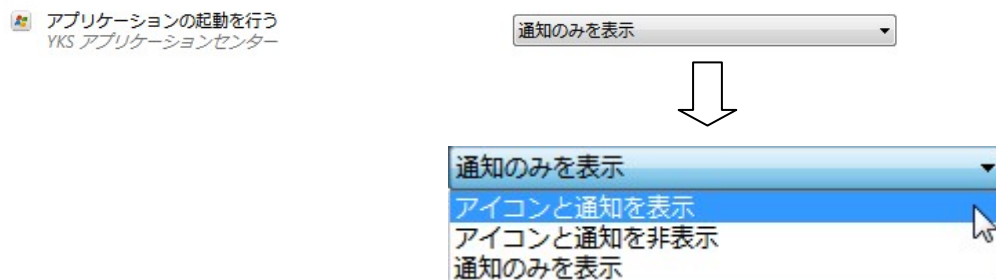 アプリケーションの起動を行う
YKS アプリケーションセンター
通知のみを表示
通知のみを表示
アイコンと通知を表示
アイコンと通知を非表示
通知のみを表示